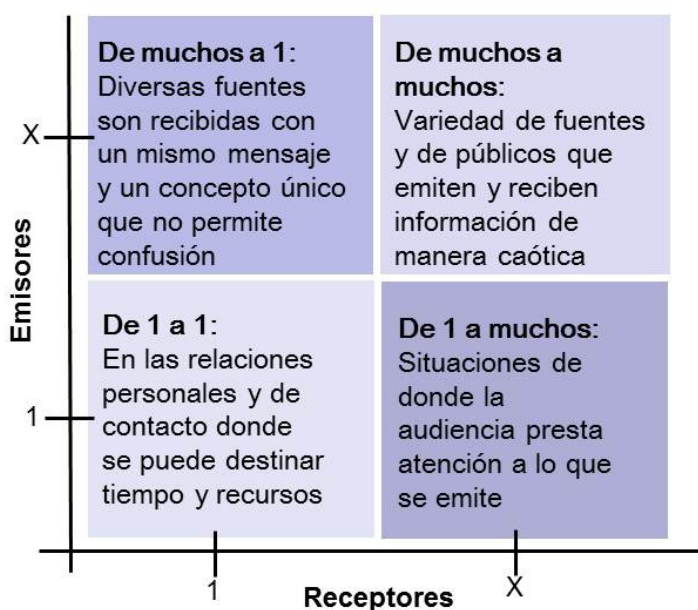 De muchos a 1:
Diversas fuentes
son recibidas con
un mismo mensaje
y un concepto único
que no permite
confusión
De muchos a
muchos:
Variedad de fuentes
y de públicos que
emiten y reciben
información de
manera caótica
De 1 a 1:
En las relaciones
personales y de
contacto donde
se puede destinar
tiempo y recursos
De 1 a muchos:
Situaciones de
donde la
audiencia presta
atención a lo que
se emite
Emisores
X
1
1
X
Receptores